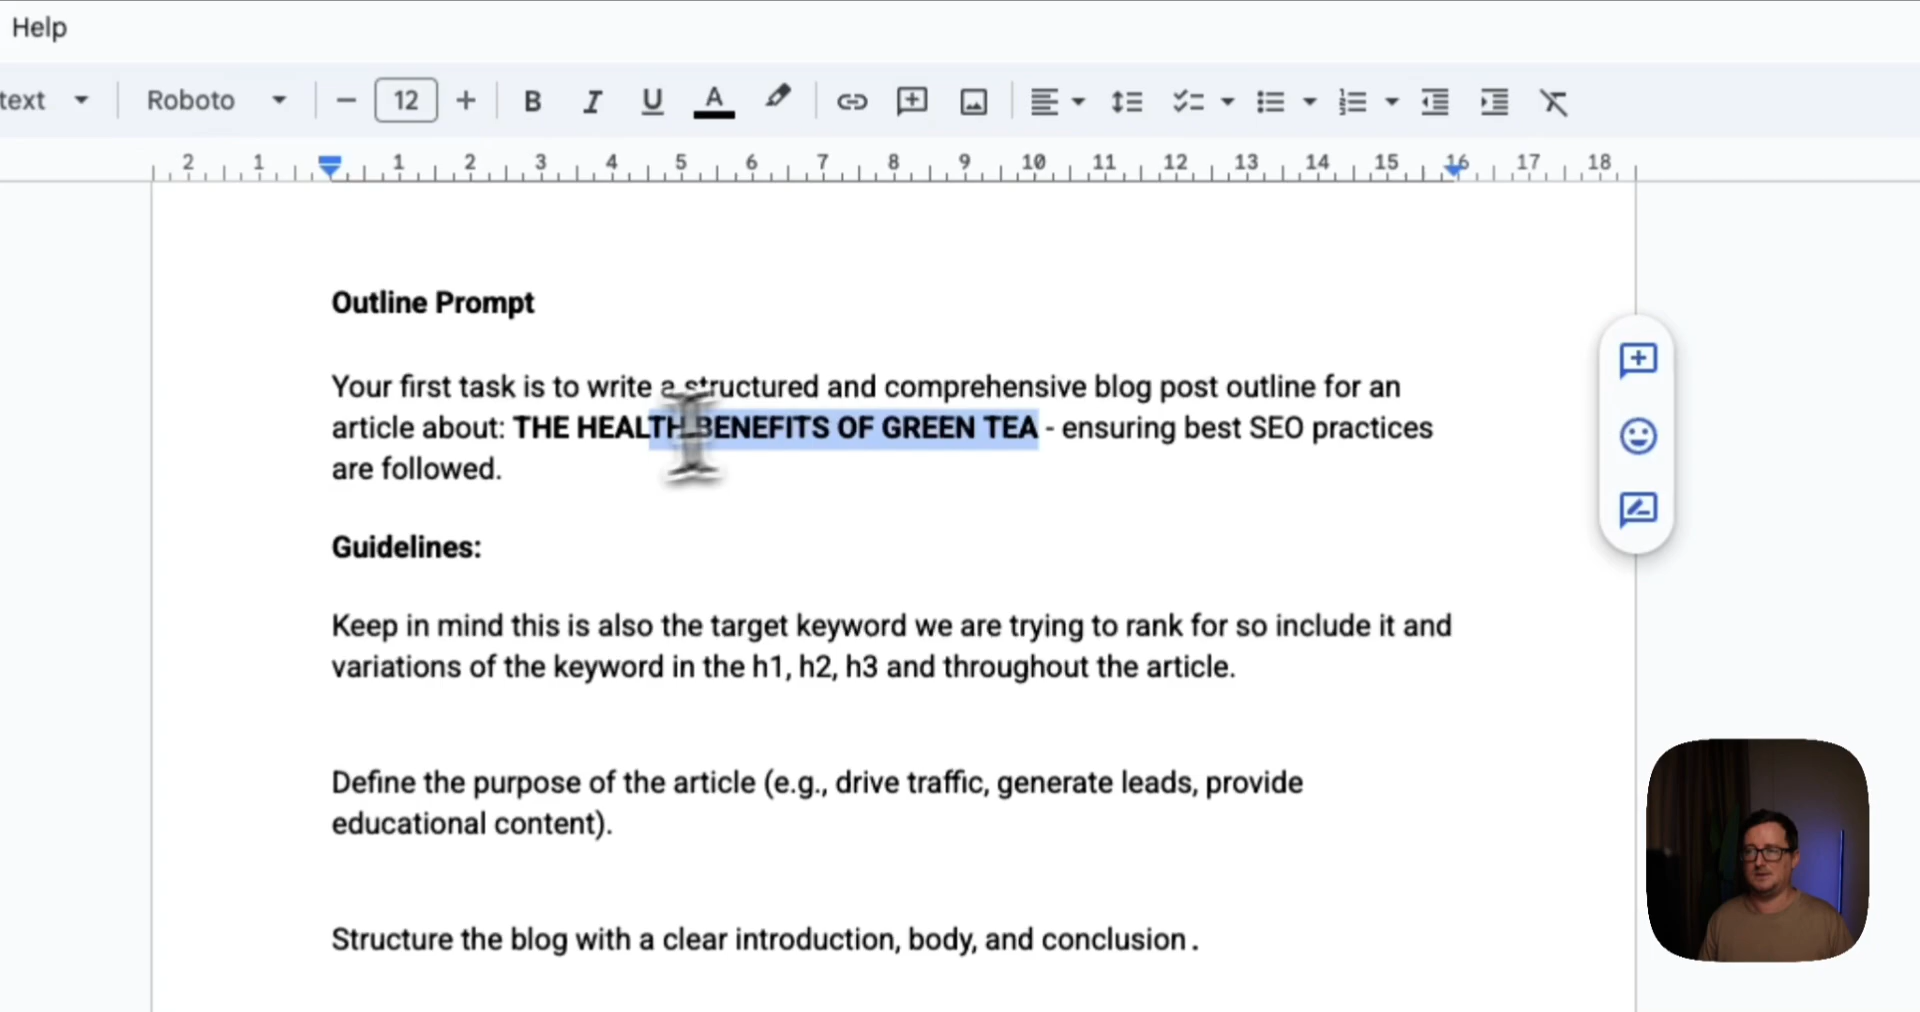 Help
text
Roboto
12
B I U A
2 1 1 2 3 4 5 6 7 8 9 10 11 12 13 14 15 16 17 18
Outline Prompt
Your first task is to write a structured and comprehensive blog post outline for an
article about: THE HEALTH BENEFITS OF GREEN TEA - ensuring best SEO practices
are followed.
Guidelines:
Keep in mind this is also the target keyword we are trying to rank for so include it and
variations of the keyword in the h1, h2, h3 and throughout the article.
Define the purpose of the article (e.g., drive traffic, generate leads, provide
educational content).
Structure the blog with a clear introduction, body, and conclusion.